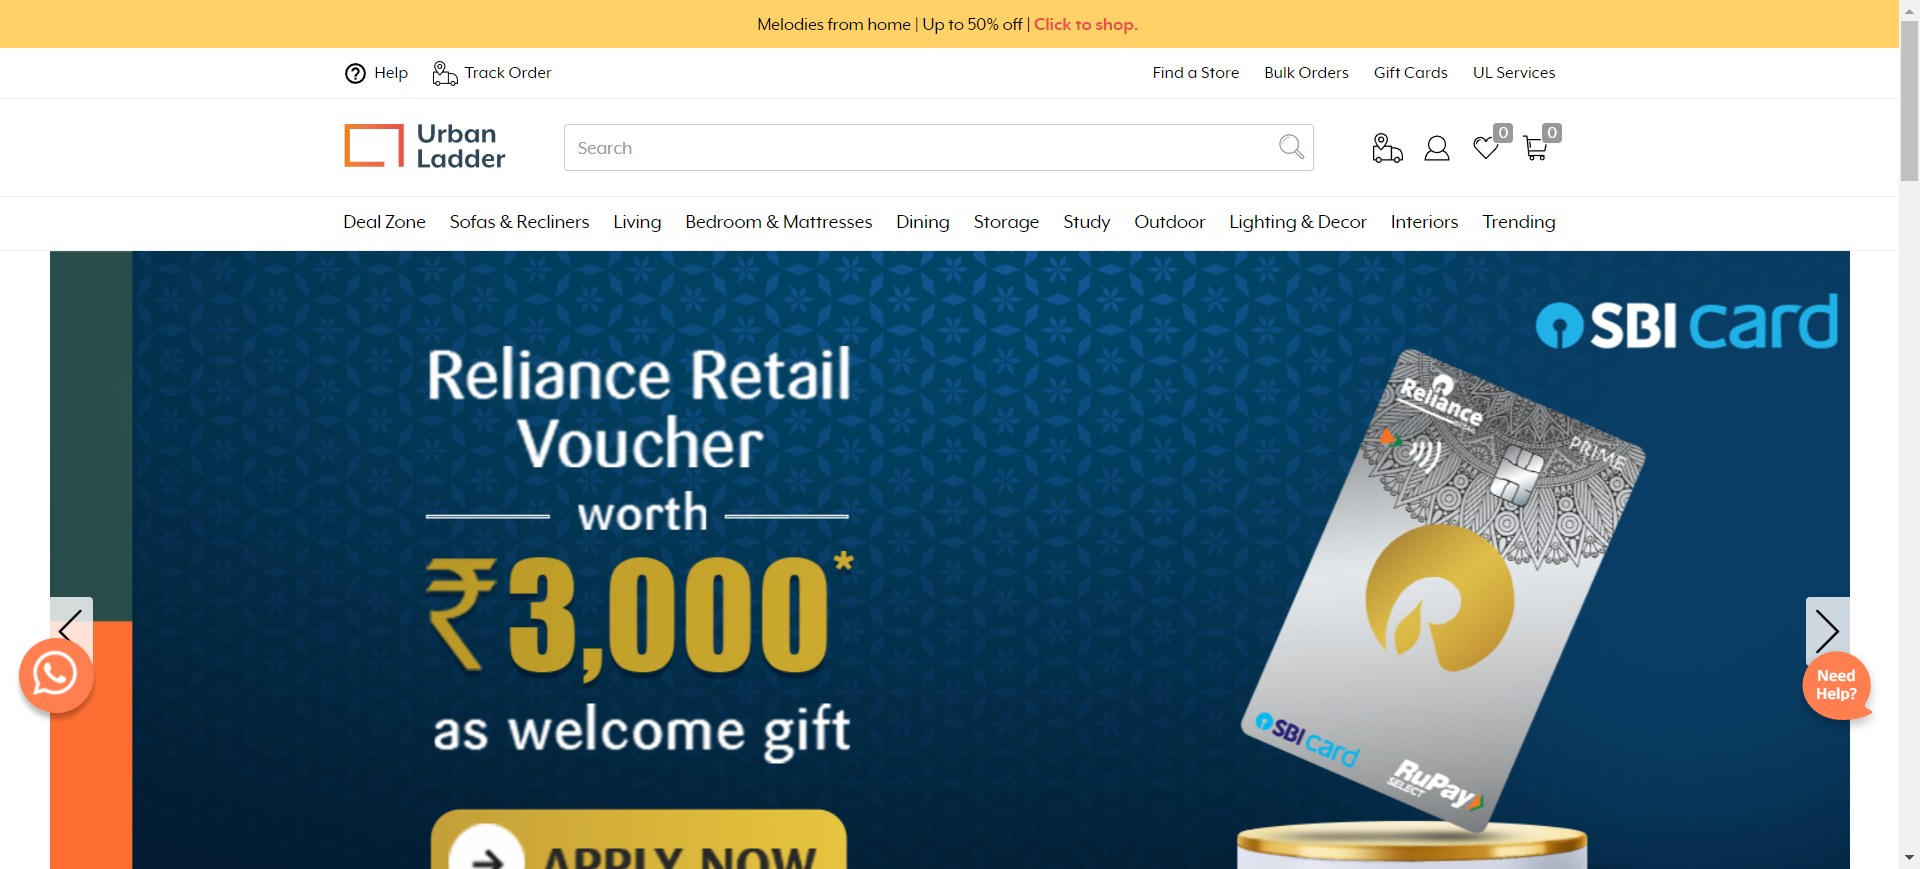 Melodies from home | Up to 50% off | Click to shop.
Help
Track Order
Find a Store
Bulk Orders
Gift Cards
UL Services
Urban
Ladder
Search
0
0
Deal Zone
Sofas & Recliners
Living
Bedroom & Mattresses
Dining
Storage
Study
Outdoor
Lighting & Decor
Interiors
Trending
SBI card
Reliance Retail
Voucher
worth
₹3,000*
as welcome gift
APPLY NOW
Reliance
PRIME
SBI card
RuPay
SELECT
Need
Help?